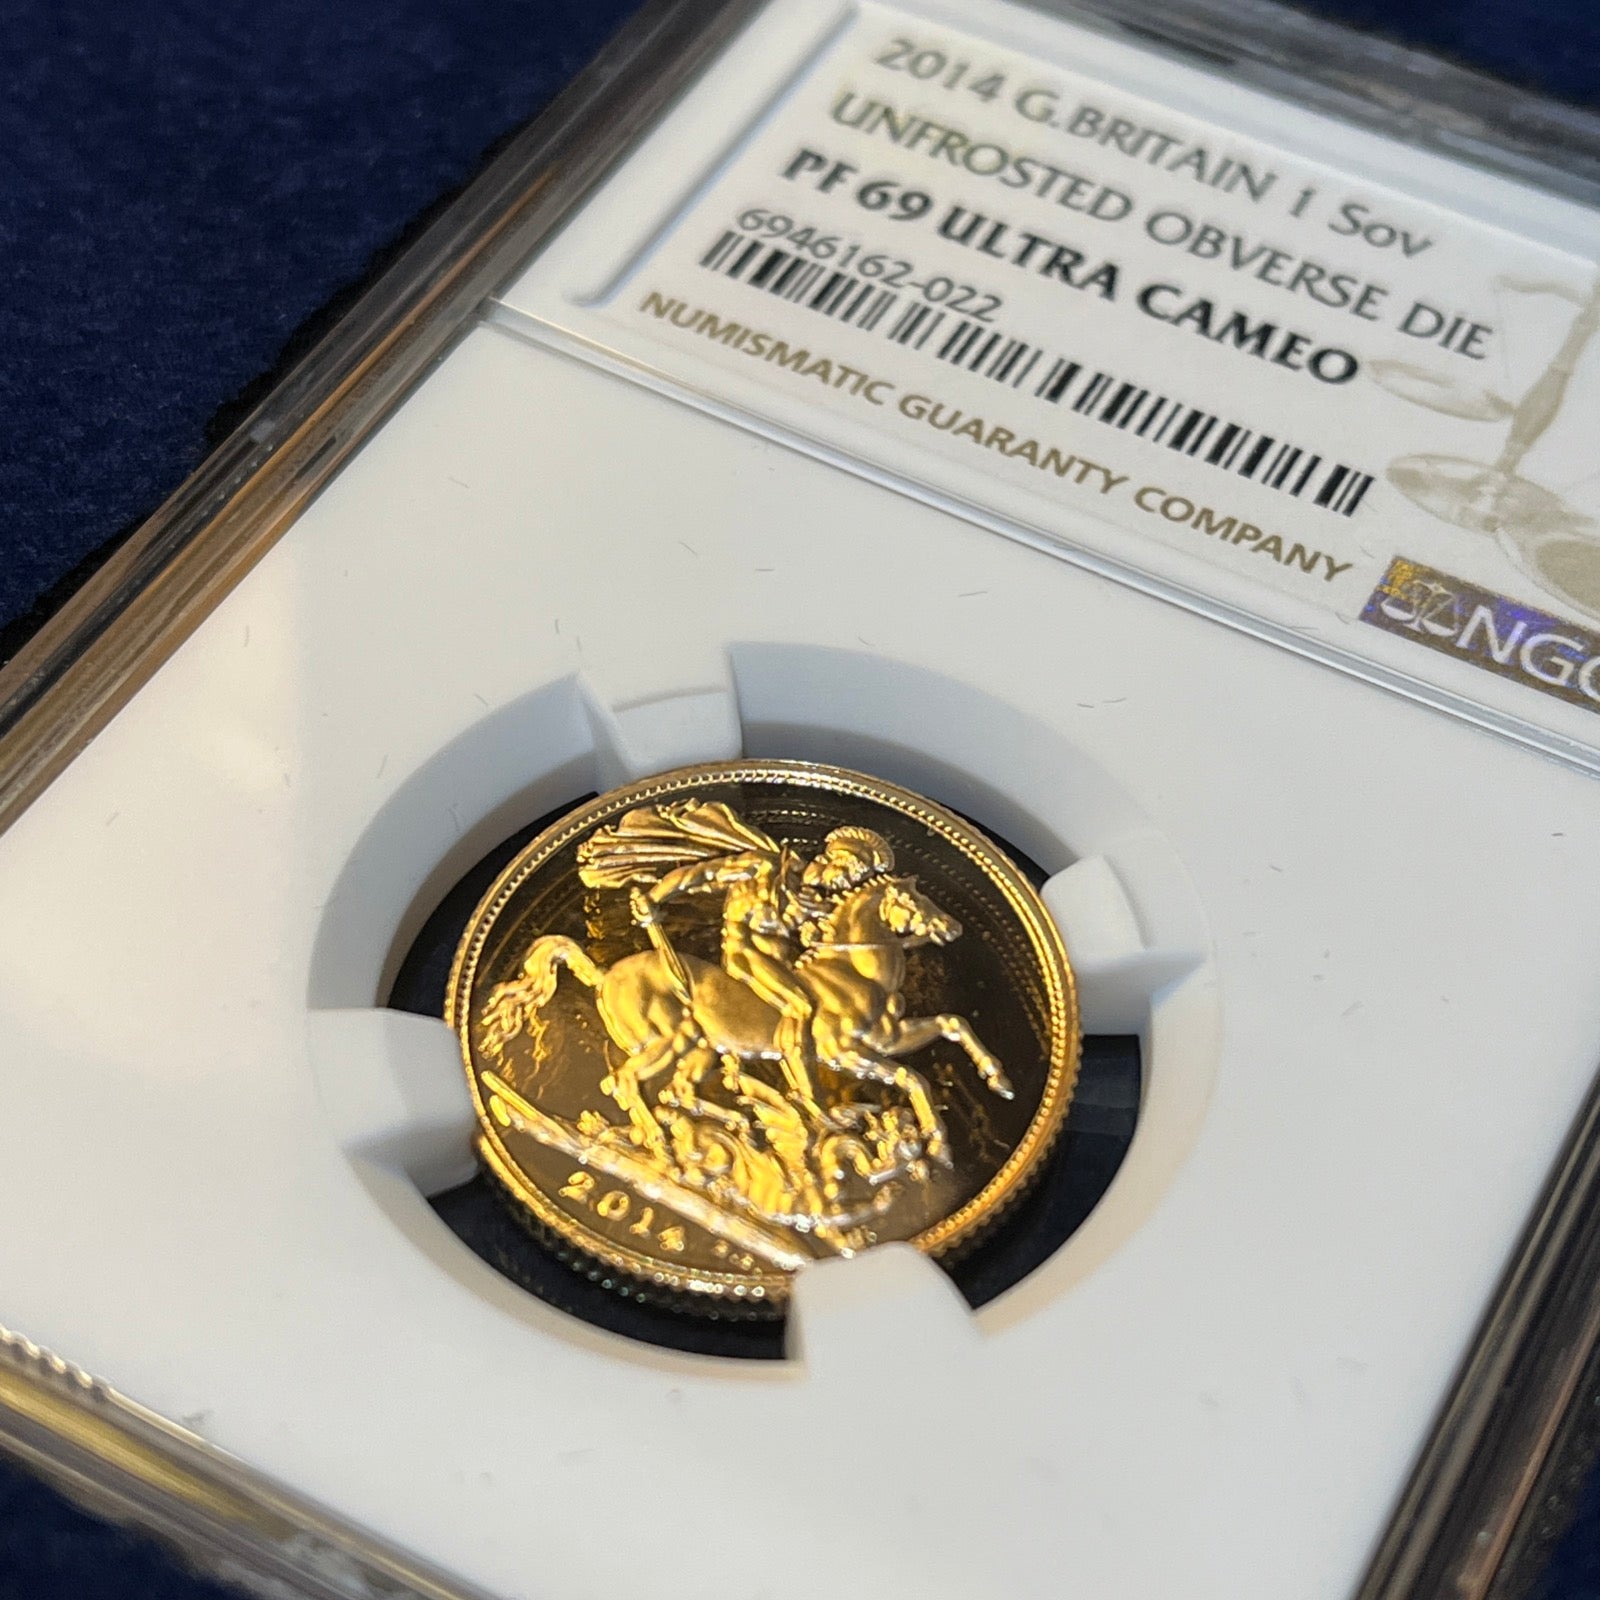 2014 G.BRITAIN 1 Sov
UNFROSTED OBVERSE DIE
PF 69 ULTRA CAMEO
6946162-022
NUMISMATIC GUARANTY COMPANY
NGC
2014